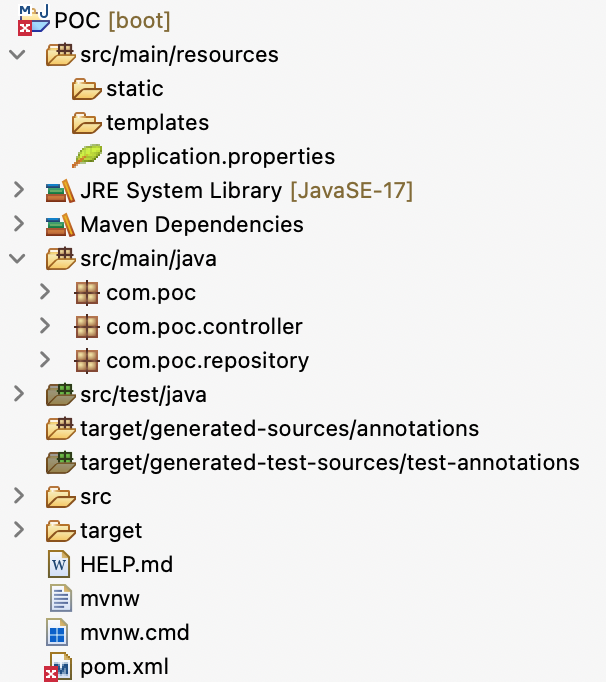 POC [boot]
src/main/resources
static
templates
application.properties
JRE System Library [JavaSE-17]
Maven Dependencies
src/main/java
com.poc
com.poc.controller
com.poc.repository
src/test/java
target/generated-sources/annotations
target/generated-test-sources/test-annotations
src
target
HELP.md
mvnw
mvnw.cmd
pom.xml